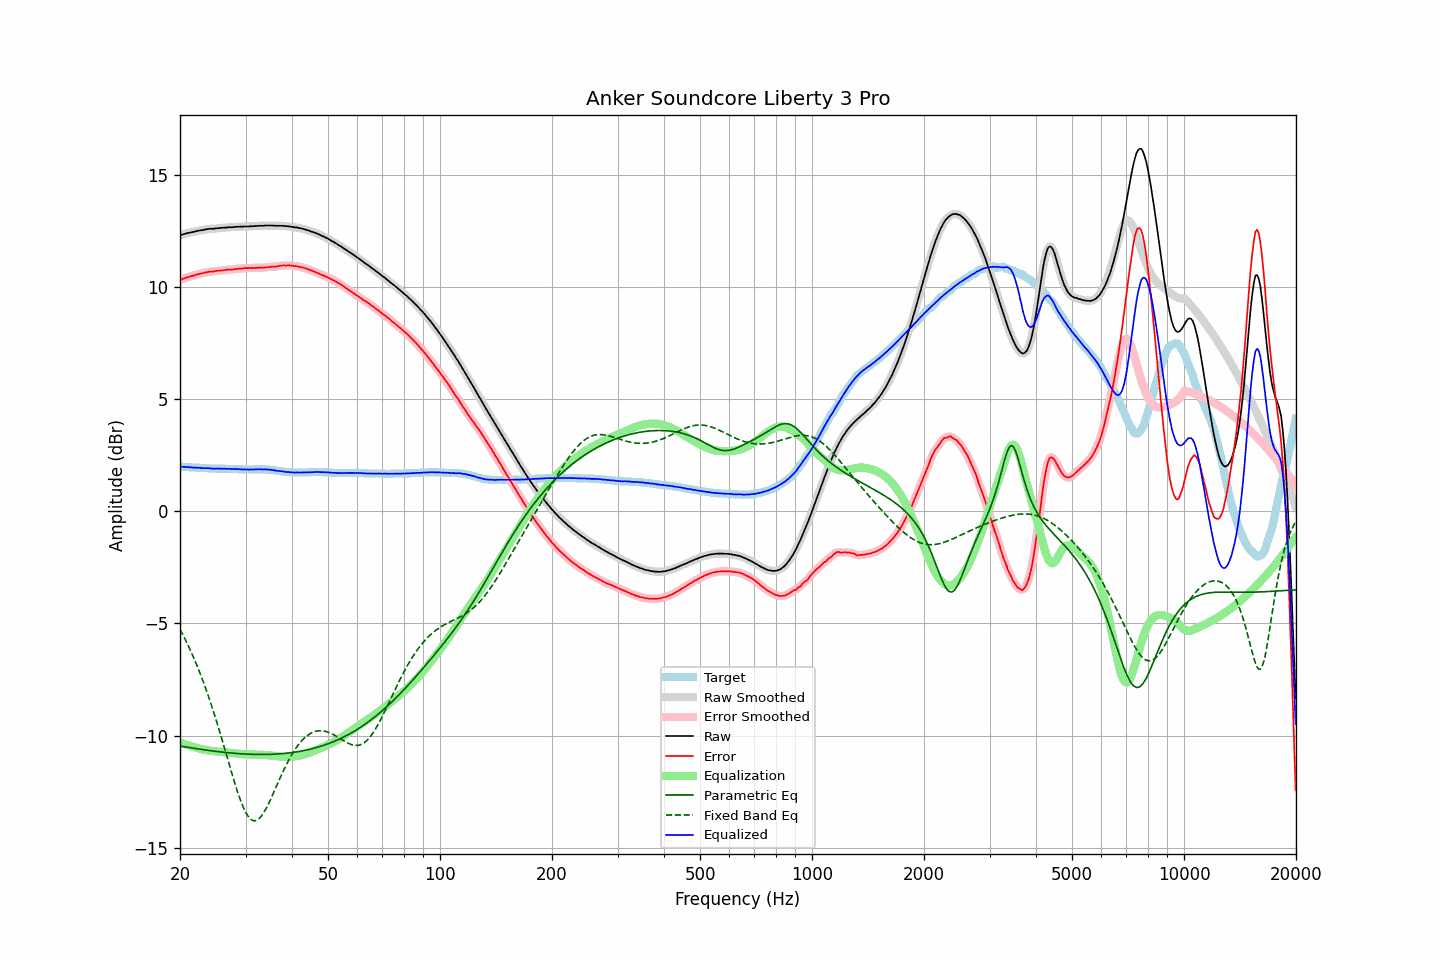 Anker Soundcore Liberty 3 Pro
Amplitude (dBr)
15
10
5
0
−5
−10
−15
Target
Raw Smoothed
Error Smoothed
Raw
Error
Equalization
Parametric Eq
Fixed Band Eq
Equalized
20
50
100
200
500
1000
2000
5000
10000
20000
Frequency (Hz)